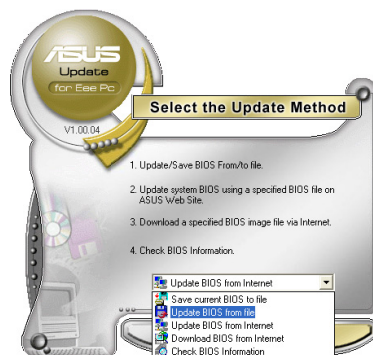 ASUS
Update
for Eee Pc
V1.00.04
Select the Update Method
1. Update/Save BIOS From/to file.
2. Update system BIOS using a specified BIOS file on
ASUS Web Site.
3. Download a specified BIOS image file via Internet.
4. Check BIOS Information.
Update BIOS from Internet
Save current BIOS to file
Update BIOS from file
Update BIOS from Internet
Download BIOS from Internet
Check BIOS Information